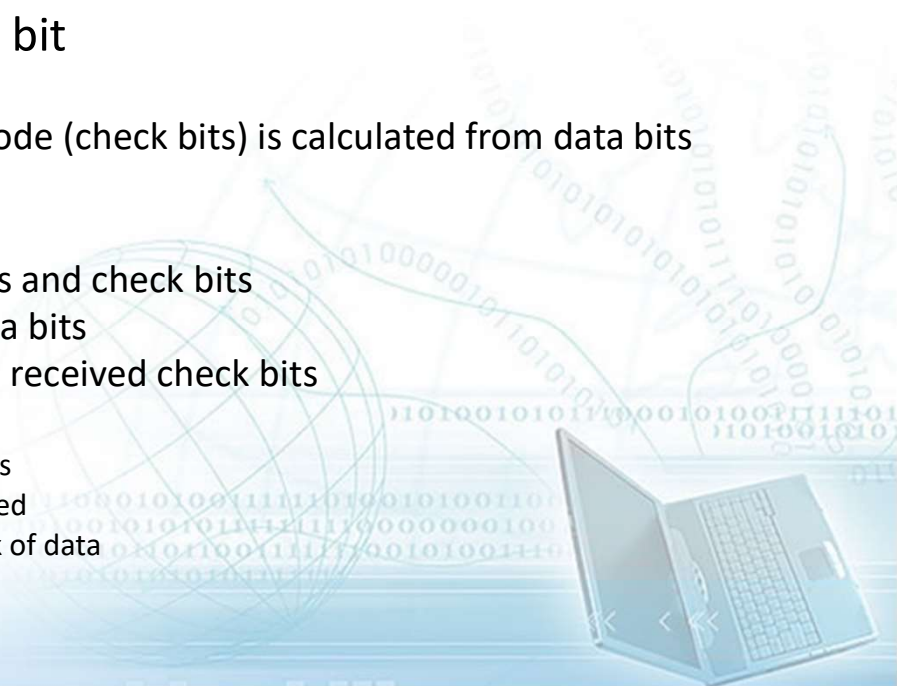 bit
ode (check bits) is calculated from data bits
s and check bits
a bits
received check bits
s
ed
k of data